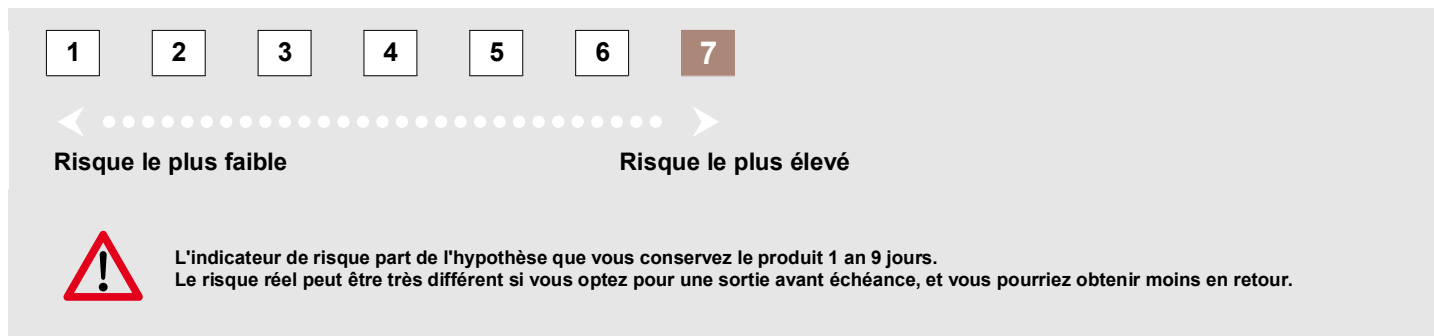 1 2 3 4 5 6 7
Risque le plus faible Risque le plus élevé
L'indicateur de risque part de l'hypothèse que vous conservez le produit 1 an 9 jours.
Le risque réel peut être très différent si vous optez pour une sortie avant échéance, et vous pourriez obtenir moins en retour.